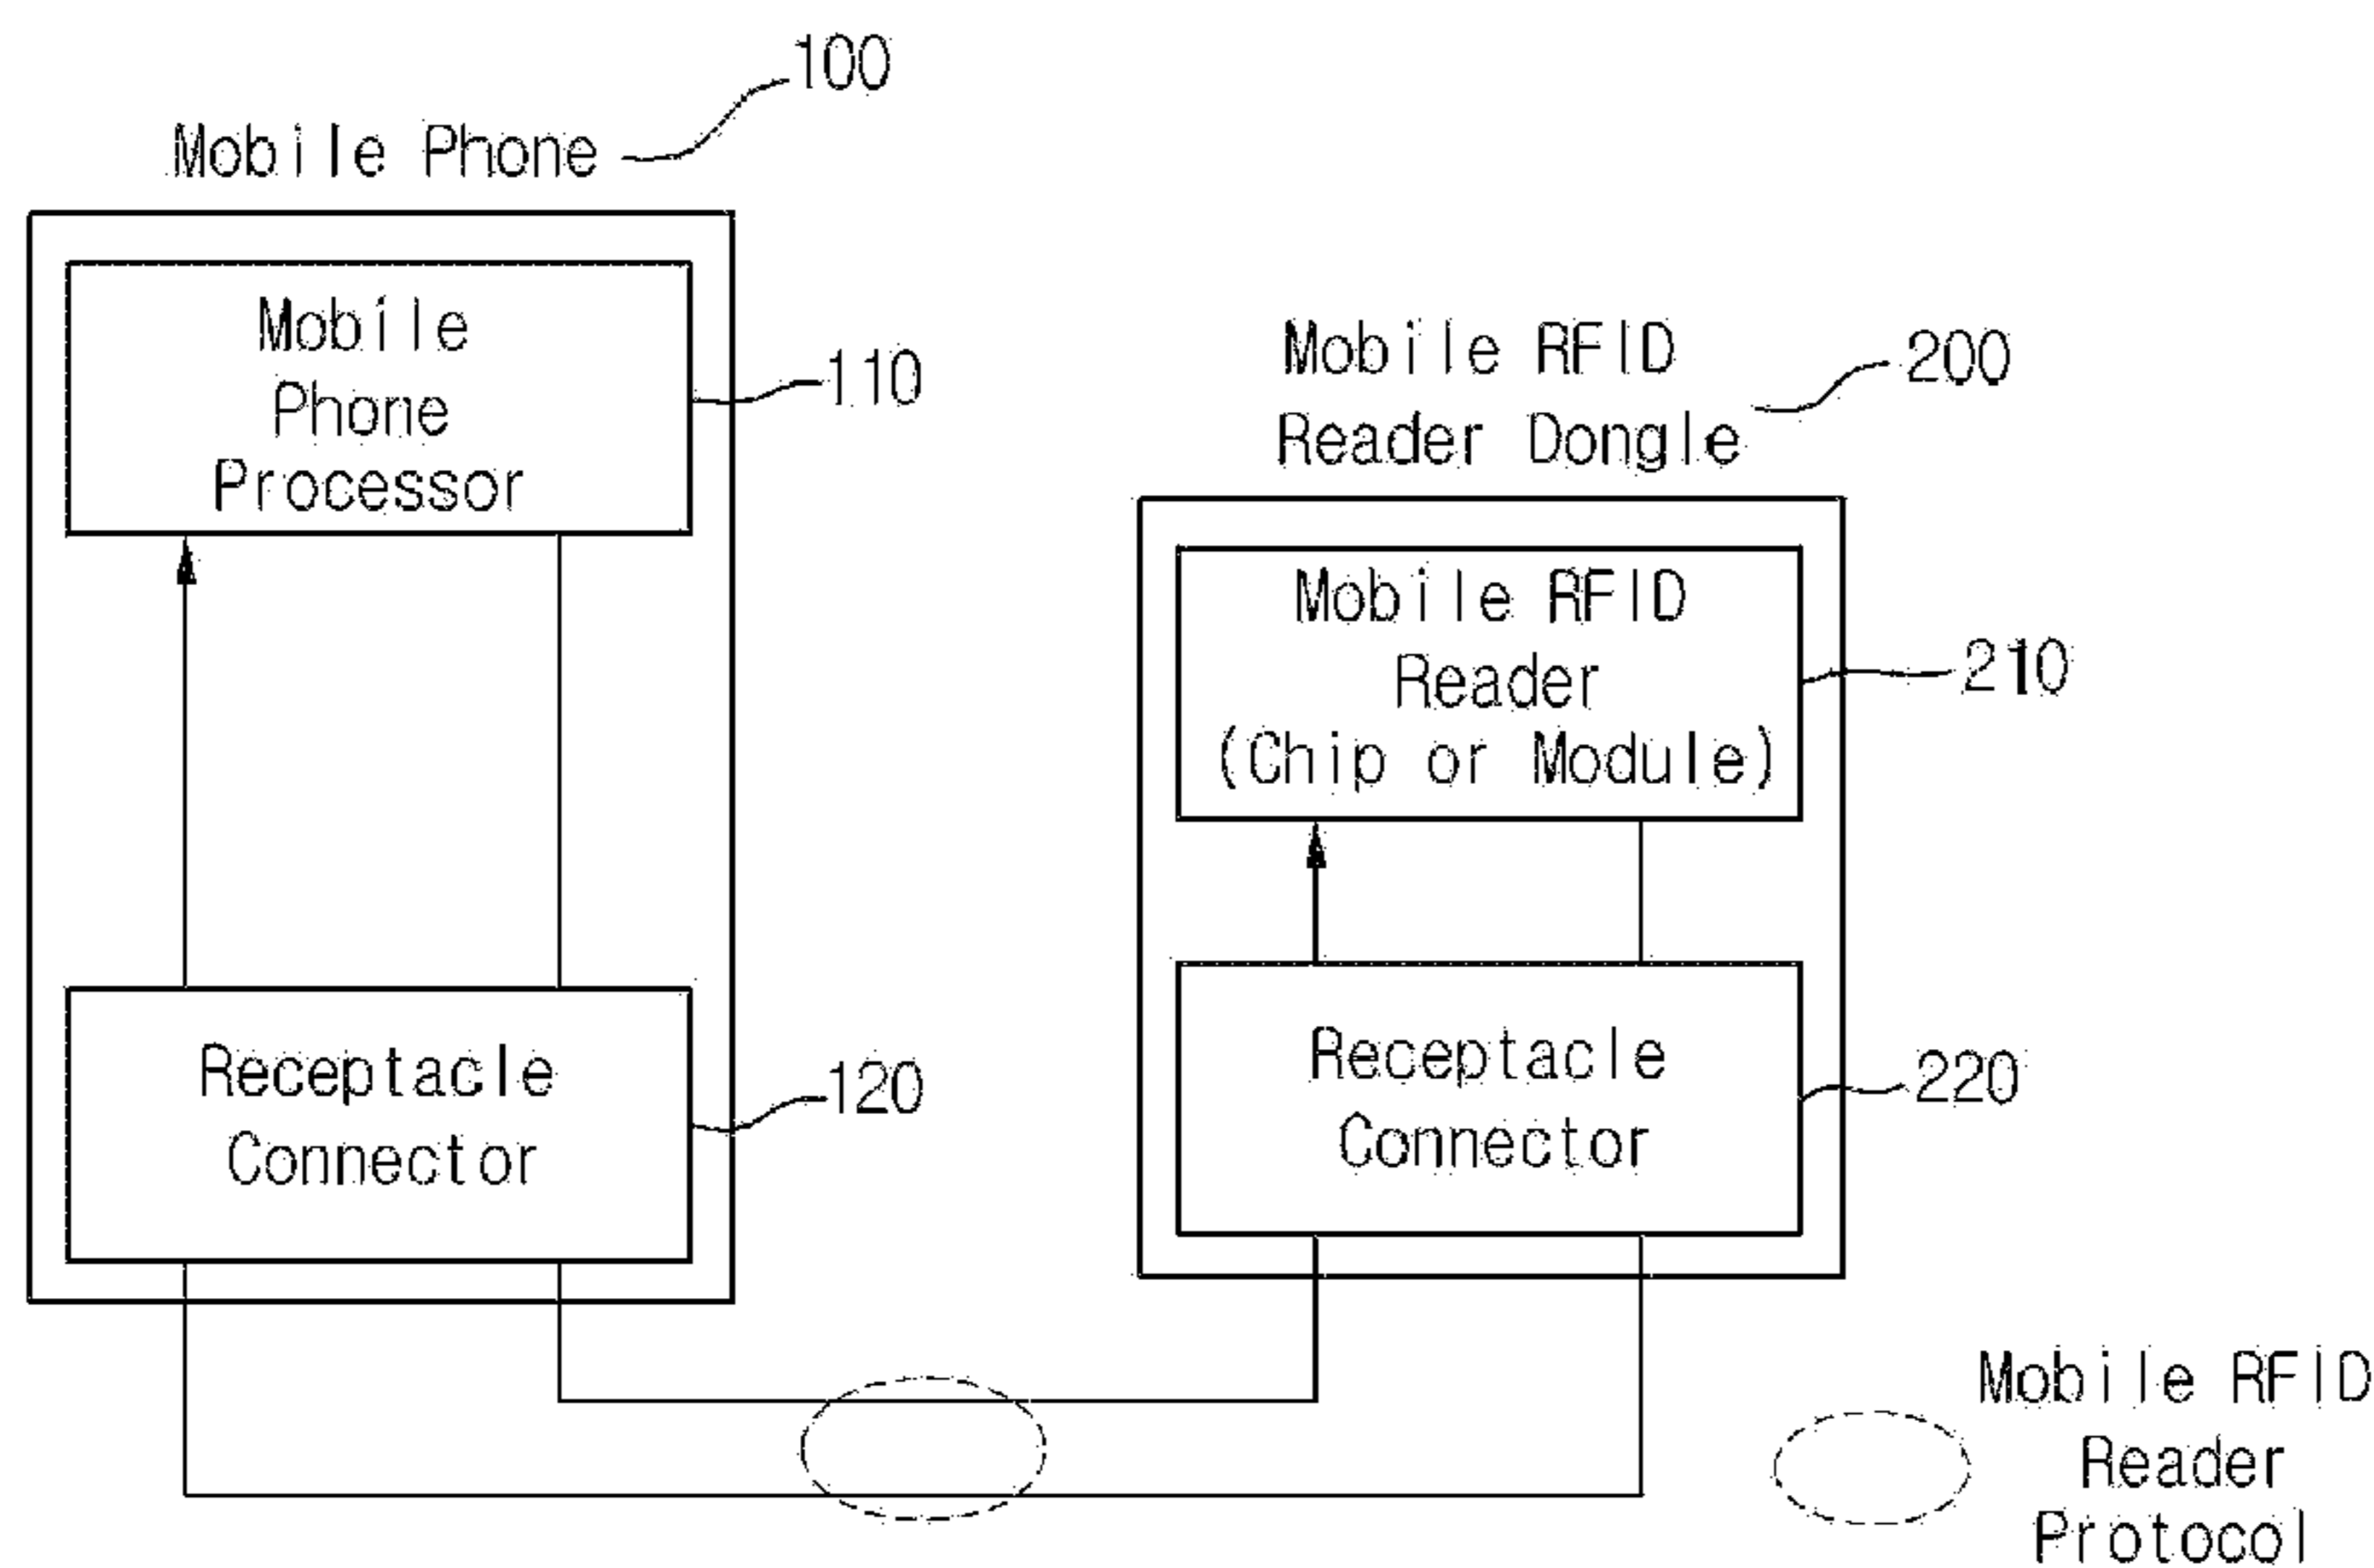 100
Mobile Phone
Mobile
Phone
Processor
110
Receptacle
Connector
120
Mobile RFID
Reader Dongle
200
Mobile RFID
Reader
(Chip or Module)
210
Receptacle
Connector
220
Mobile RFID
Reader
Protocol